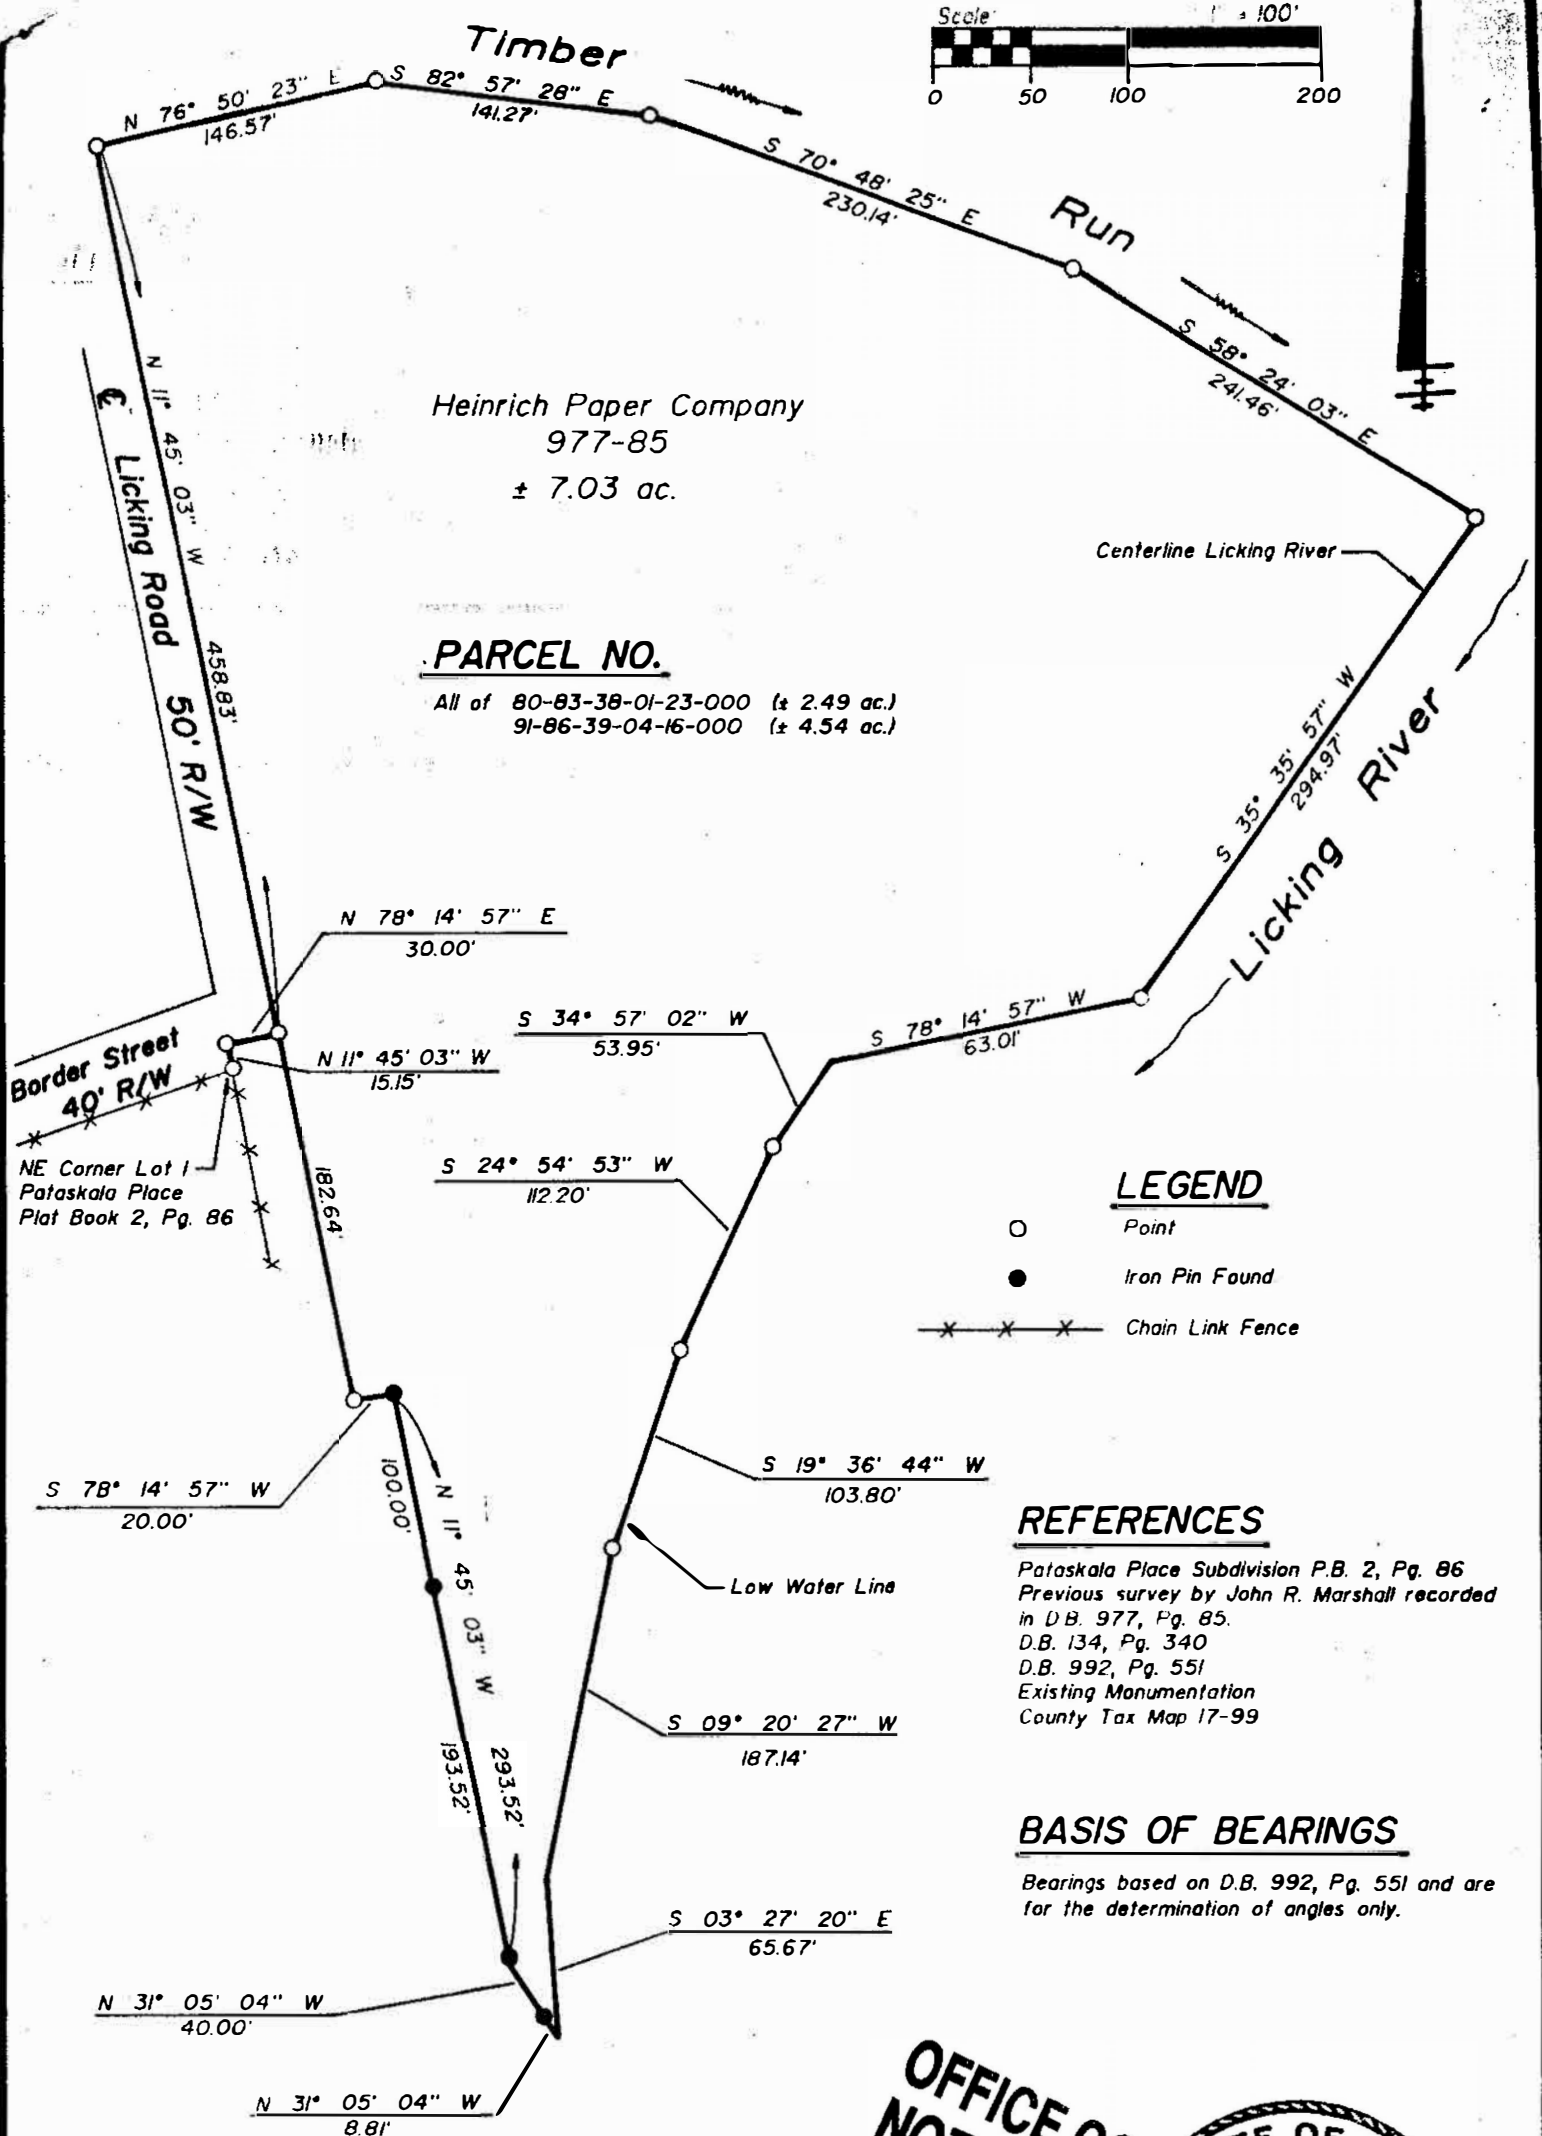 Scale 1" = 100'
0 50 100 200
Timber
Run
N 76° 50' 23" E
146.57'
S 82° 57' 28" E
141.27'
S 70° 48' 25" E
230.14'
S 58° 24' 03" E
241.46'
Heinrich Paper Company
977-85
± 7.03 ac.
N 11° 45' 03" W
458.83'
℄ Licking Road 50' R/W
Centerline Licking River
PARCEL NO.
All of 80-83-38-01-23-000 (± 2.49 ac.)
91-86-39-04-16-000 (± 4.54 ac.)
S 35° 35' 57" W
294.97'
Licking River
N 78° 14' 57" E
30.00'
S 34° 57' 02" W
53.95'
S 78° 14' 57" W
63.01'
Border Street
40' R/W
N 11° 45' 03" W
15.15'
NE Corner Lot 1
Pataskala Place
Plat Book 2, Pg. 86
182.64'
S 24° 54' 53" W
112.20'
LEGEND
Point
Iron Pin Found
Chain Link Fence
S 78° 14' 57" W
20.00'
100.00'
N 11° 45' 03" W
S 19° 36' 44" W
103.80'
Low Water Line
REFERENCES
Pataskala Place Subdivision P.B. 2, Pg. 86
Previous survey by John R. Marshall recorded
in D.B. 977, Pg. 85.
D.B. 134, Pg. 340
D.B. 992, Pg. 551
Existing Monumentation
County Tax Map 17-99
S 09° 20' 27" W
187.14'
193.52'
293.52'
BASIS OF BEARINGS
Bearings based on D.B. 992, Pg. 551 and are
for the determination of angles only.
S 03° 27' 20" E
65.67'
N 31° 05' 04" W
40.00'
N 31° 05' 04" W
8.81'
OFFICE